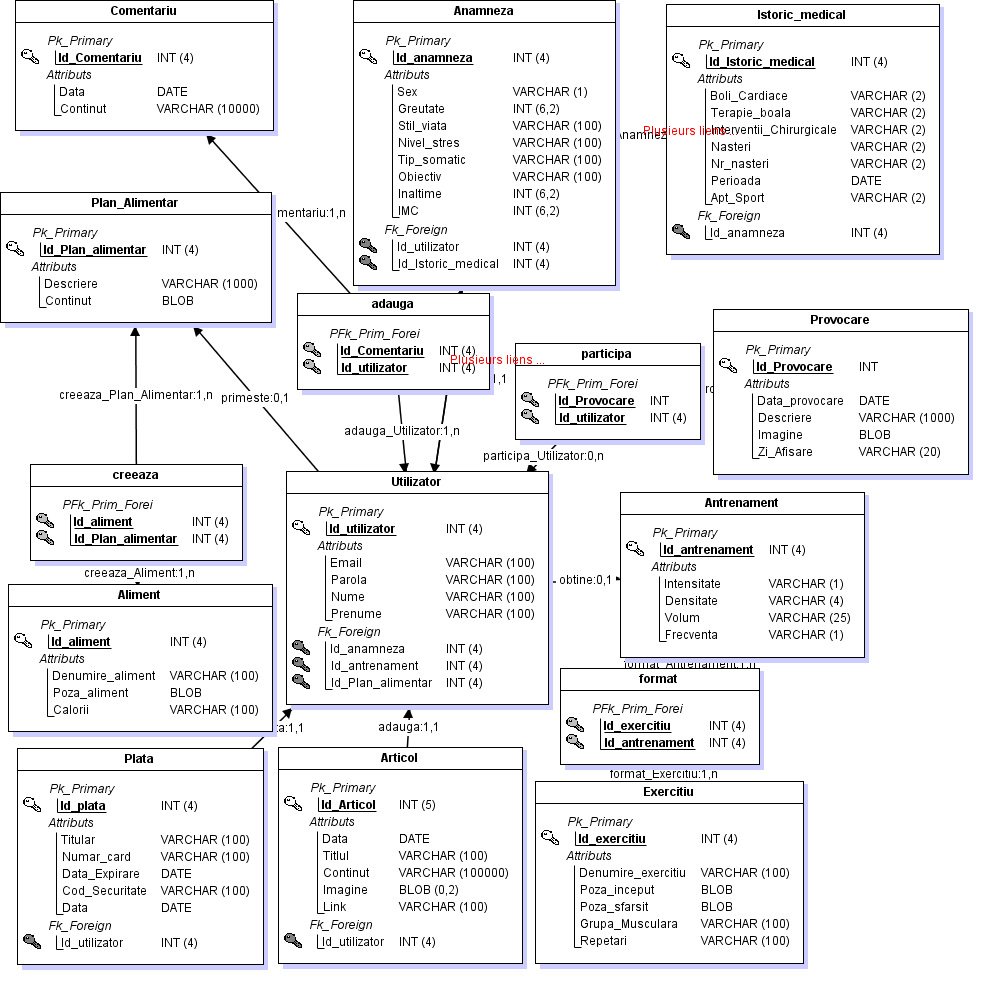 Comentariu
Pk_Primary
Id_Comentariu INT (4)
Attributs
Data DATE
Continut VARCHAR (10000)
Anamneza
Pk_Primary
Id_anamneza INT (4)
Attributs
Sex VARCHAR (1)
Greutate INT (6,2)
Stil_viata VARCHAR (100)
Nivel_stres VARCHAR (100)
Tip_somatic VARCHAR (100)
Obiectiv VARCHAR (100)
Inaltime INT (6,2)
IMC INT (6,2)
Fk_Foreign
Id_utilizator INT (4)
Id_Istoric_medical INT (4)
Istoric_medical
Pk_Primary
Id_Istoric_medical INT (4)
Attributs
Boli_Cardiace VARCHAR (2)
Terapie_boala VARCHAR (2)
Interventii_Chirurgicale VARCHAR (2)
Nasteri VARCHAR (2)
Nr_nasteri VARCHAR (2)
Perioada DATE
Apt_Sport VARCHAR (2)
Fk_Foreign
Id_anamneza INT (4)
Plusieurs liens ...
Anamnez
Plan_Alimentar
Pk_Primary
Id_Plan_alimentar INT (4)
Attributs
Descriere VARCHAR (1000)
Continut BLOB
mentariu:1,n
adauga
PFk_Prim_Forei
Id_Comentariu INT (4)
Id_utilizator INT (4)
Plusieurs liens ...
1,1
participa
PFk_Prim_Forei
Id_Provocare INT
Id_utilizator INT (4)
Provocare
Pk_Primary
Id_Provocare INT
Attributs
Data_provocare DATE
Descriere VARCHAR (1000)
Imagine BLOB
Zi_Afisare VARCHAR (20)
creeaza_Plan_Alimentar:1,n
primeste:0,1
adauga_Utilizator:1,n
participa_Utilizator:0,n
creeaza
PFk_Prim_Forei
Id_aliment INT (4)
Id_Plan_alimentar INT (4)
creeaza_Aliment:1,n
Utilizator
Pk_Primary
Id_utilizator INT (4)
Attributs
Email VARCHAR (100)
Parola VARCHAR (100)
Nume VARCHAR (100)
Prenume VARCHAR (100)
Fk_Foreign
Id_anamneza INT (4)
Id_antrenament INT (4)
Id_Plan_alimentar INT (4)
obtine:0,1
Antrenament
Pk_Primary
Id_antrenament INT (4)
Attributs
Intensitate VARCHAR (1)
Densitate VARCHAR (4)
Volum VARCHAR (25)
Frecventa VARCHAR (1)
format_Antrenament:1,n
Aliment
Pk_Primary
Id_aliment INT (4)
Attributs
Denumire_aliment VARCHAR (100)
Poza_aliment BLOB
Calorii VARCHAR (100)
format
PFk_Prim_Forei
Id_exercitiu INT (4)
Id_antrenament INT (4)
format_Exercitiu:1,n
adauga:1,1
Plata
Pk_Primary
Id_plata INT (4)
Attributs
Titular VARCHAR (100)
Numar_card VARCHAR (100)
Data_Expirare DATE
Cod_Securitate VARCHAR (100)
Data DATE
Fk_Foreign
Id_utilizator INT (4)
Articol
Pk_Primary
Id_Articol INT (5)
Attributs
Data DATE
Titlul VARCHAR (100)
Continut VARCHAR (100000)
Imagine BLOB (0,2)
Link VARCHAR (100)
Fk_Foreign
Id_utilizator INT (4)
Exercitiu
Pk_Primary
Id_exercitiu INT (4)
Attributs
Denumire_exercitiu VARCHAR (100)
Poza_inceput BLOB
Poza_sfarsit BLOB
Grupa_Musculara VARCHAR (100)
Repetari VARCHAR (100)